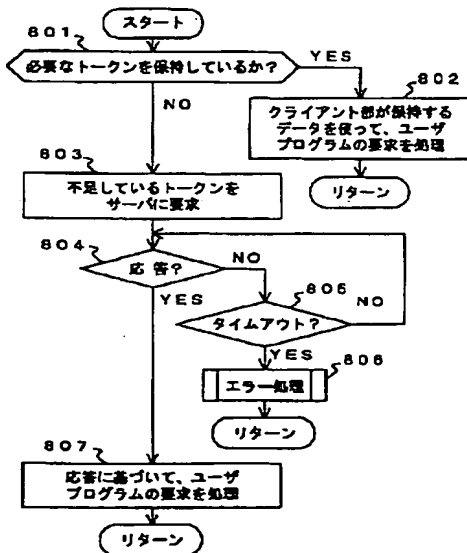 スタート
801
必要なトークンを保持しているか?
YES
802
NO
クライアント部が保持する
データを使って、ユーザ
プログラムの要求を処理
リターン
803
不足しているトークンを
サーバに要求
804
応答?
NO
YES
805
タイムアウト?
NO
YES
806
エラー処理
リターン
807
応答に基づいて、ユーザ
プログラムの要求を処理
リターン